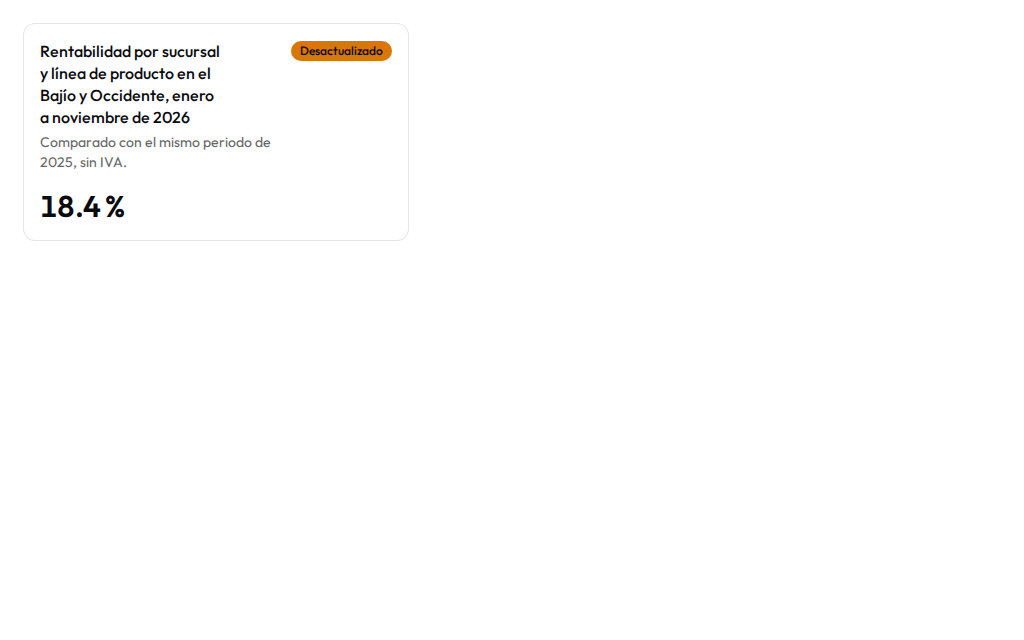 Rentabilidad por sucursal
y línea de producto en el
Bajío y Occidente, enero
a noviembre de 2026
Desactualizado
Comparado con el mismo periodo de
2025, sin IVA.
18.4 %